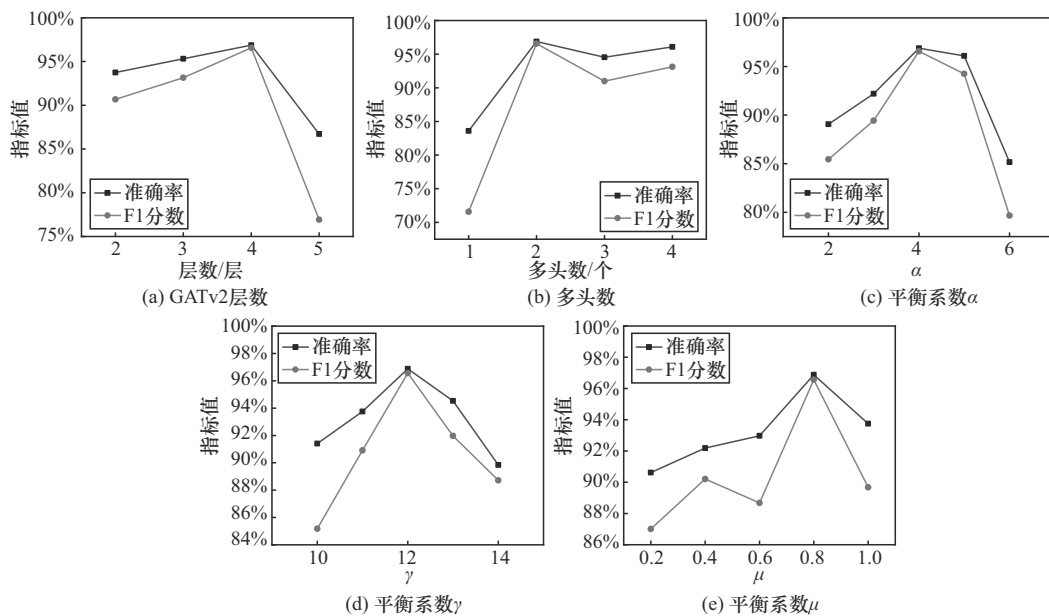 100%
95%
90%
85%
80%
75%
指标值
准确率
F1分数
2
3
4
5
层数/层
(a) GATv2层数
100%
95%
90%
85%
80%
75%
70%
指标值
准确率
F1分数
1
2
3
4
多头数/个
(b) 多头数
100%
95%
90%
85%
80%
指标值
准确率
F1分数
2
4
6
α
(c) 平衡系数α
100%
98%
96%
94%
92%
90%
88%
86%
84%
指标值
准确率
F1分数
10
12
14
γ
(d) 平衡系数γ
100%
98%
96%
94%
92%
90%
88%
86%
指标值
准确率
F1分数
0.2
0.4
0.6
0.8
1.0
μ
(e) 平衡系数μ